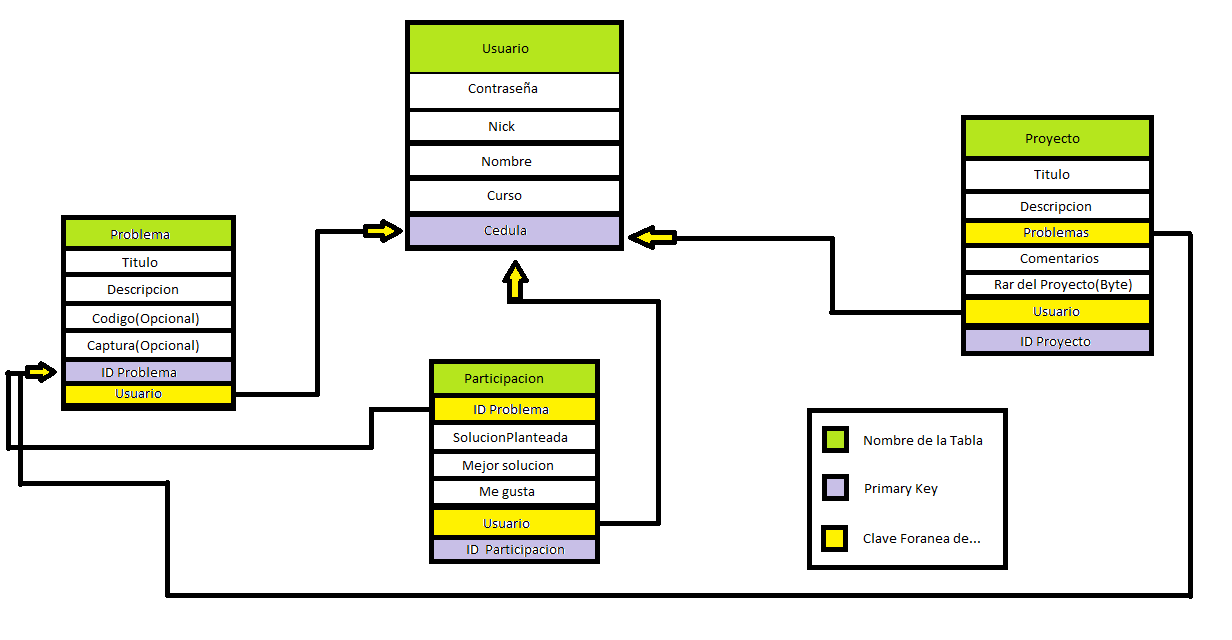 Usuario
Contraseña
Nick
Nombre
Curso
Cedula
Problema
Titulo
Descripcion
Codigo(Opcional)
Captura(Opcional)
ID Problema
Usuario
Participacion
ID Problema
SolucionPlanteada
Mejor solucion
Me gusta
Usuario
ID Participacion
Proyecto
Titulo
Descripcion
Problemas
Comentarios
Rar del Proyecto(Byte)
Usuario
ID Proyecto
Nombre de la Tabla
Primary Key
Clave Foranea de...